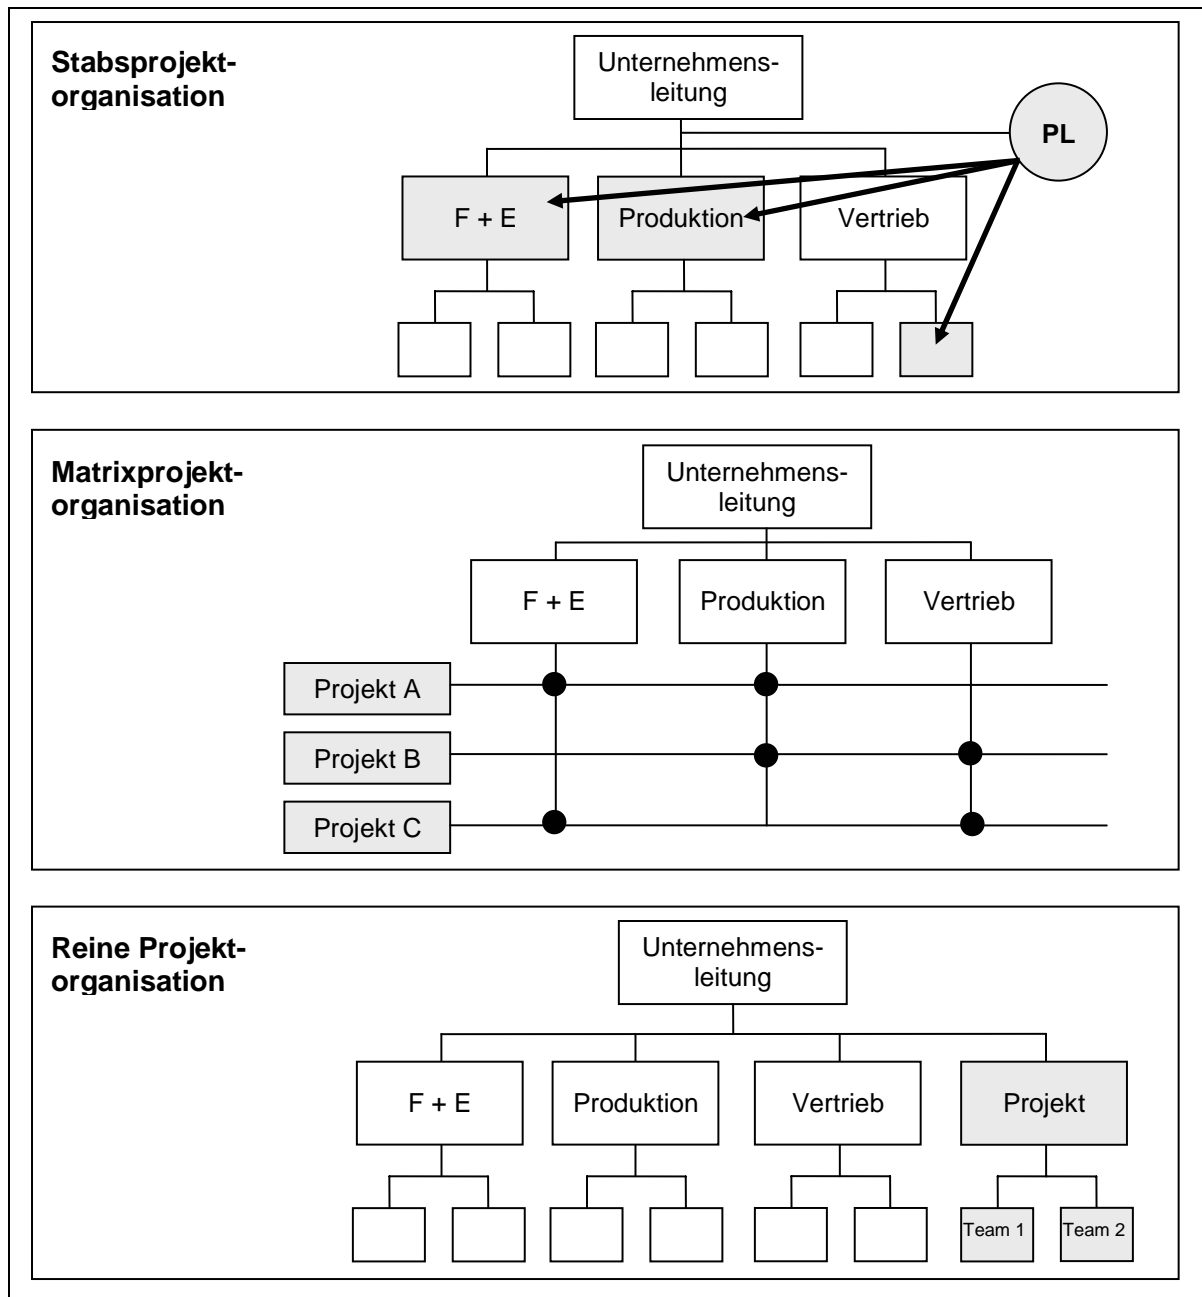 Stabsprojekt-
organisation
Unternehmens-
leitung
PL
F + E
Produktion
Vertrieb
Matrixprojekt-
organisation
Unternehmens-
leitung
F + E
Produktion
Vertrieb
Projekt A
Projekt B
Projekt C
Reine Projekt-
organisation
Unternehmens-
leitung
F + E
Produktion
Vertrieb
Projekt
Team 1
Team 2